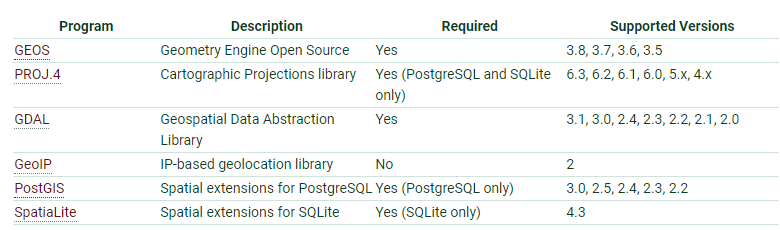 Program Description Required Supported Versions
GEOS Geometry Engine Open Source Yes 3.8, 3.7, 3.6, 3.5
PROJ.4 Cartographic Projections library Yes (PostgreSQL and SQLite only) 6.3, 6.2, 6.1, 6.0, 5.x, 4.x
GDAL Geospatial Data Abstraction Library Yes 3.1, 3.0, 2.4, 2.3, 2.2, 2.1, 2.0
GeoIP IP-based geolocation library No 2
PostGIS Spatial extensions for PostgreSQL Yes (PostgreSQL only) 3.0, 2.5, 2.4, 2.3, 2.2
SpatiaLite Spatial extensions for SQLite Yes (SQLite only) 4.3